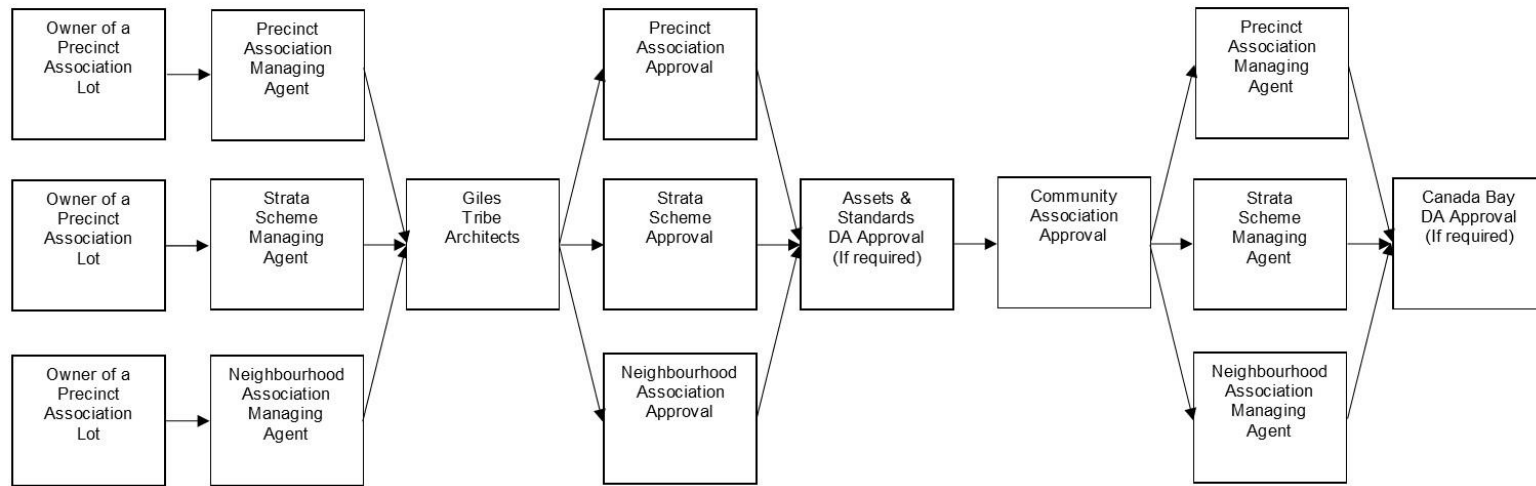 Owner of a
Precinct
Association
Lot
Precinct
Association
Managing
Agent
Precinct
Association
Approval
Precinct
Association
Managing
Agent
Owner of a
Precinct
Association
Lot
Strata
Scheme
Managing
Agent
Giles
Tribe
Architects
Strata
Scheme
Approval
Assets &
Standards
DA Approval
(If required)
Community
Association
Approval
Strata
Scheme
Managing
Agent
Canada Bay
DA Approval
(If required)
Owner of a
Precinct
Association
Lot
Neighbourhood
Association
Managing
Agent
Neighbourhood
Association
Approval
Neighbourhood
Association
Managing
Agent